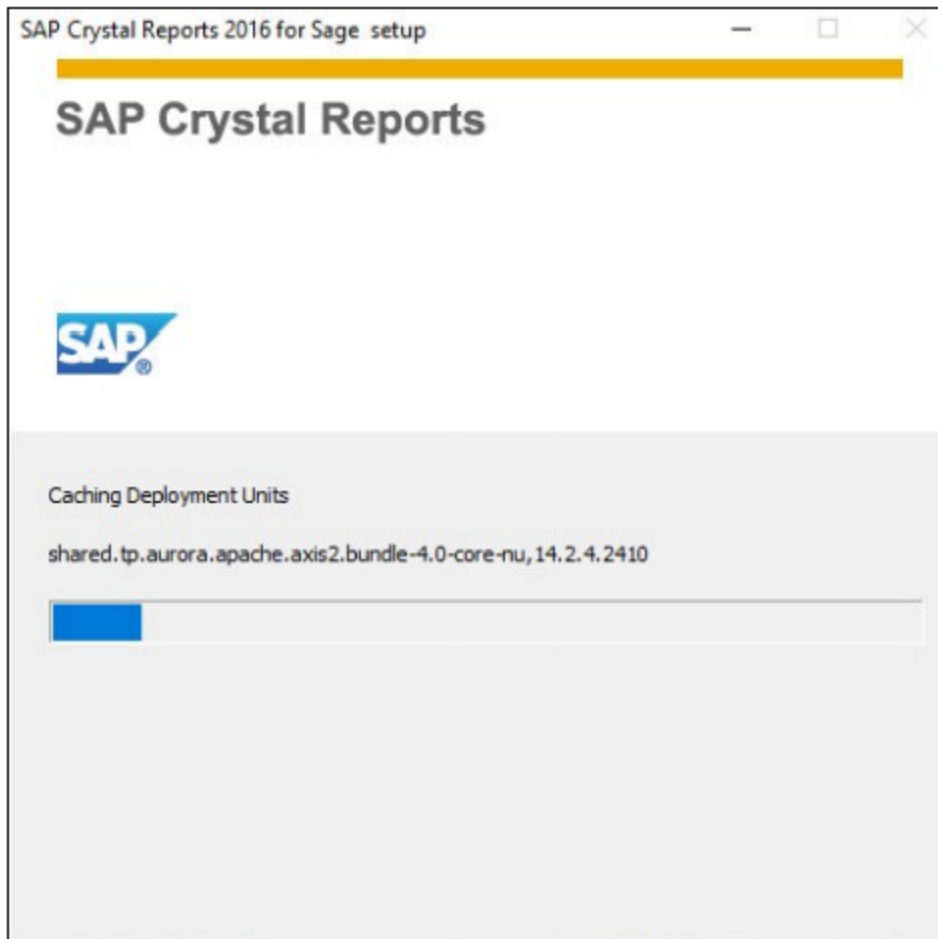 SAP Crystal Reports 2016 for Sage setup
SAP Crystal Reports
SAP®
Caching Deployment Units
shared.tp.aurora.apache.axis2.bundle-4.0-core-nu,14.2.4.2410